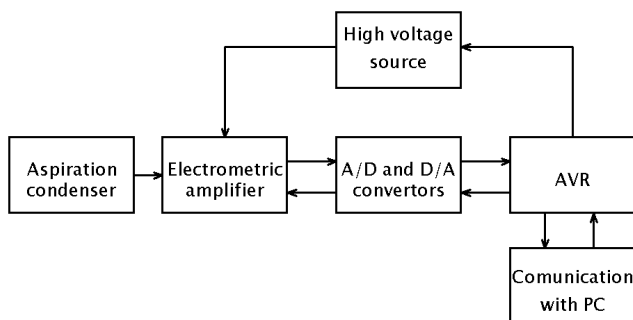 High voltage
source
Aspiration
condenser
Electrometric
amplifier
A/D and D/A
convertors
AVR
Comunication
with PC